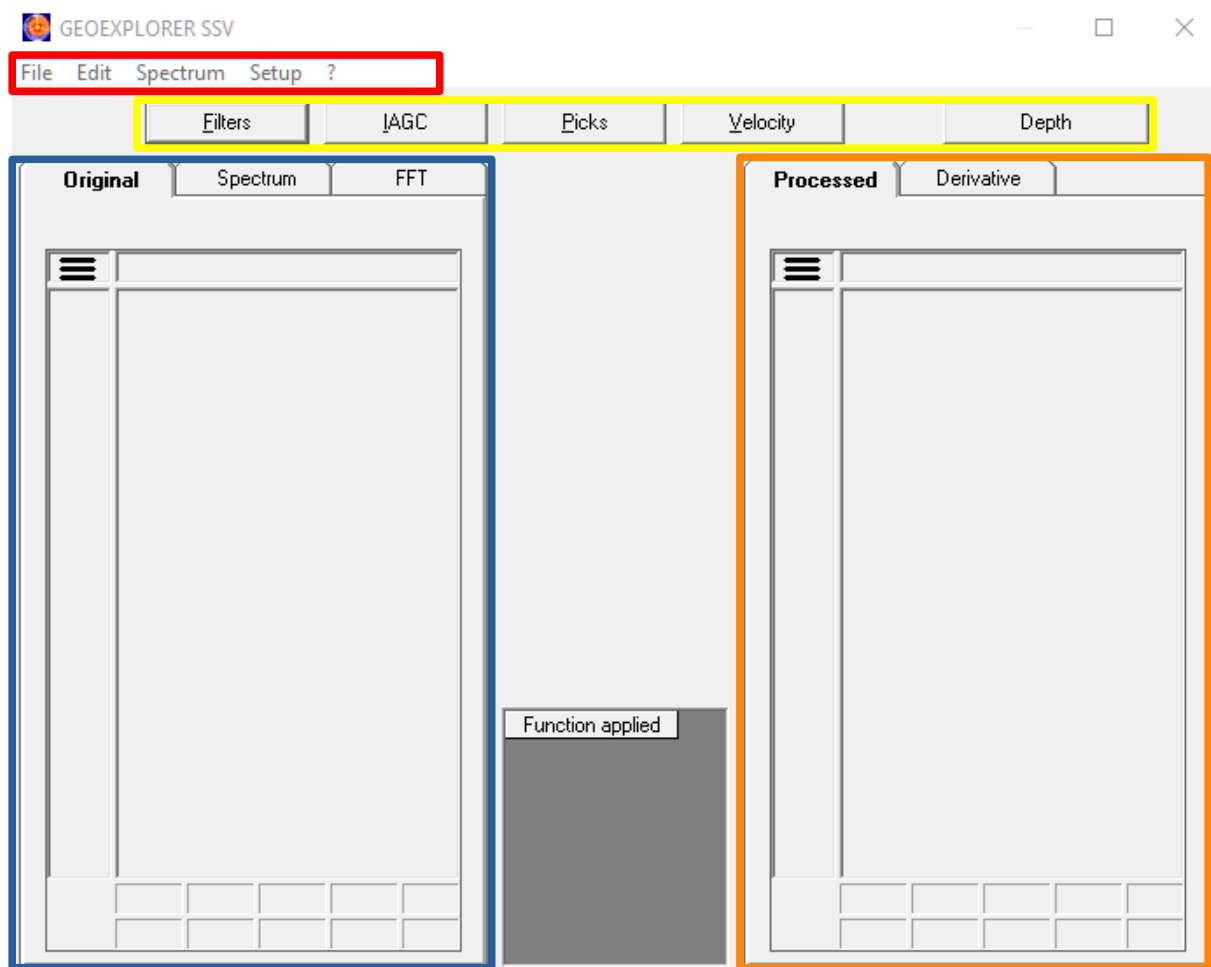 GEOEXPLORER SSV
File Edit Spectrum Setup ?
Filters IAGC Picks Velocity Depth
Original Spectrum FFT
Processed Derivative
Function applied